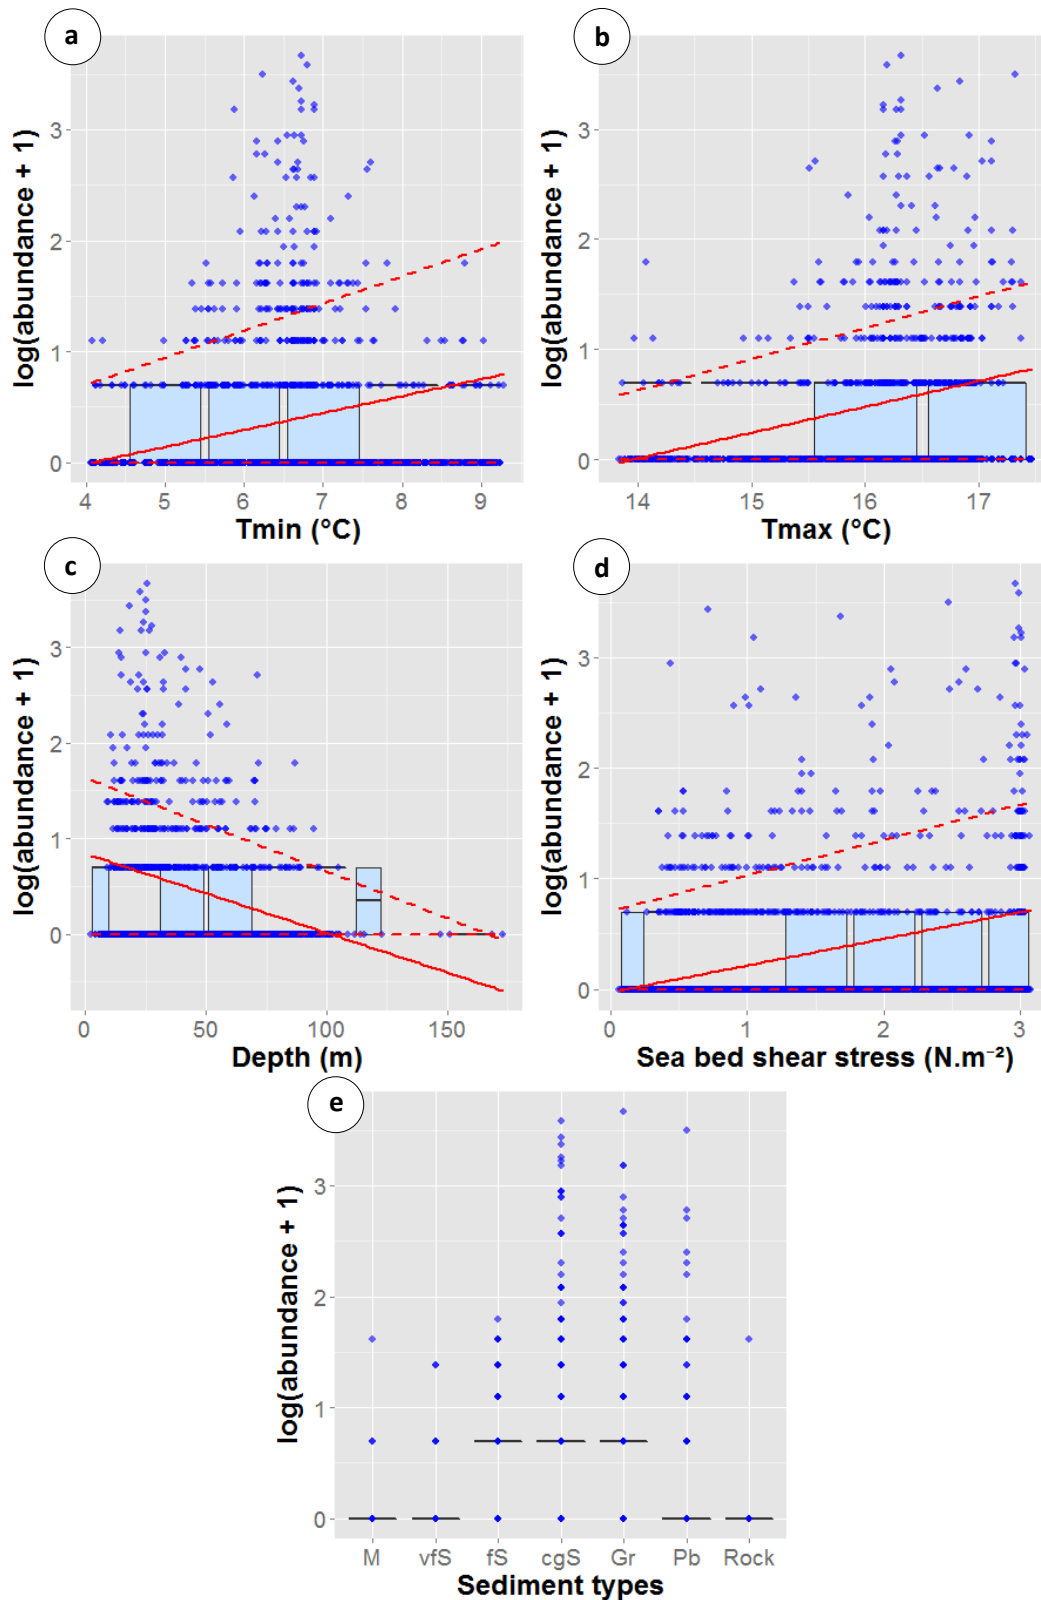 a
b
log(abundance + 1)
3
2
1
0
4 5 6 7 8 9
Tmin (°C)
log(abundance + 1)
3
2
1
0
14 15 16 17
Tmax (°C)
c
d
log(abundance + 1)
3
2
1
0
0 50 100 150
Depth (m)
log(abundance + 1)
3
2
1
0
0 1 2 3
Sea bed shear stress (N.m⁻²)
e
log(abundance + 1)
3
2
1
0
M vfS fS cgS Gr Pb Rock
Sediment types